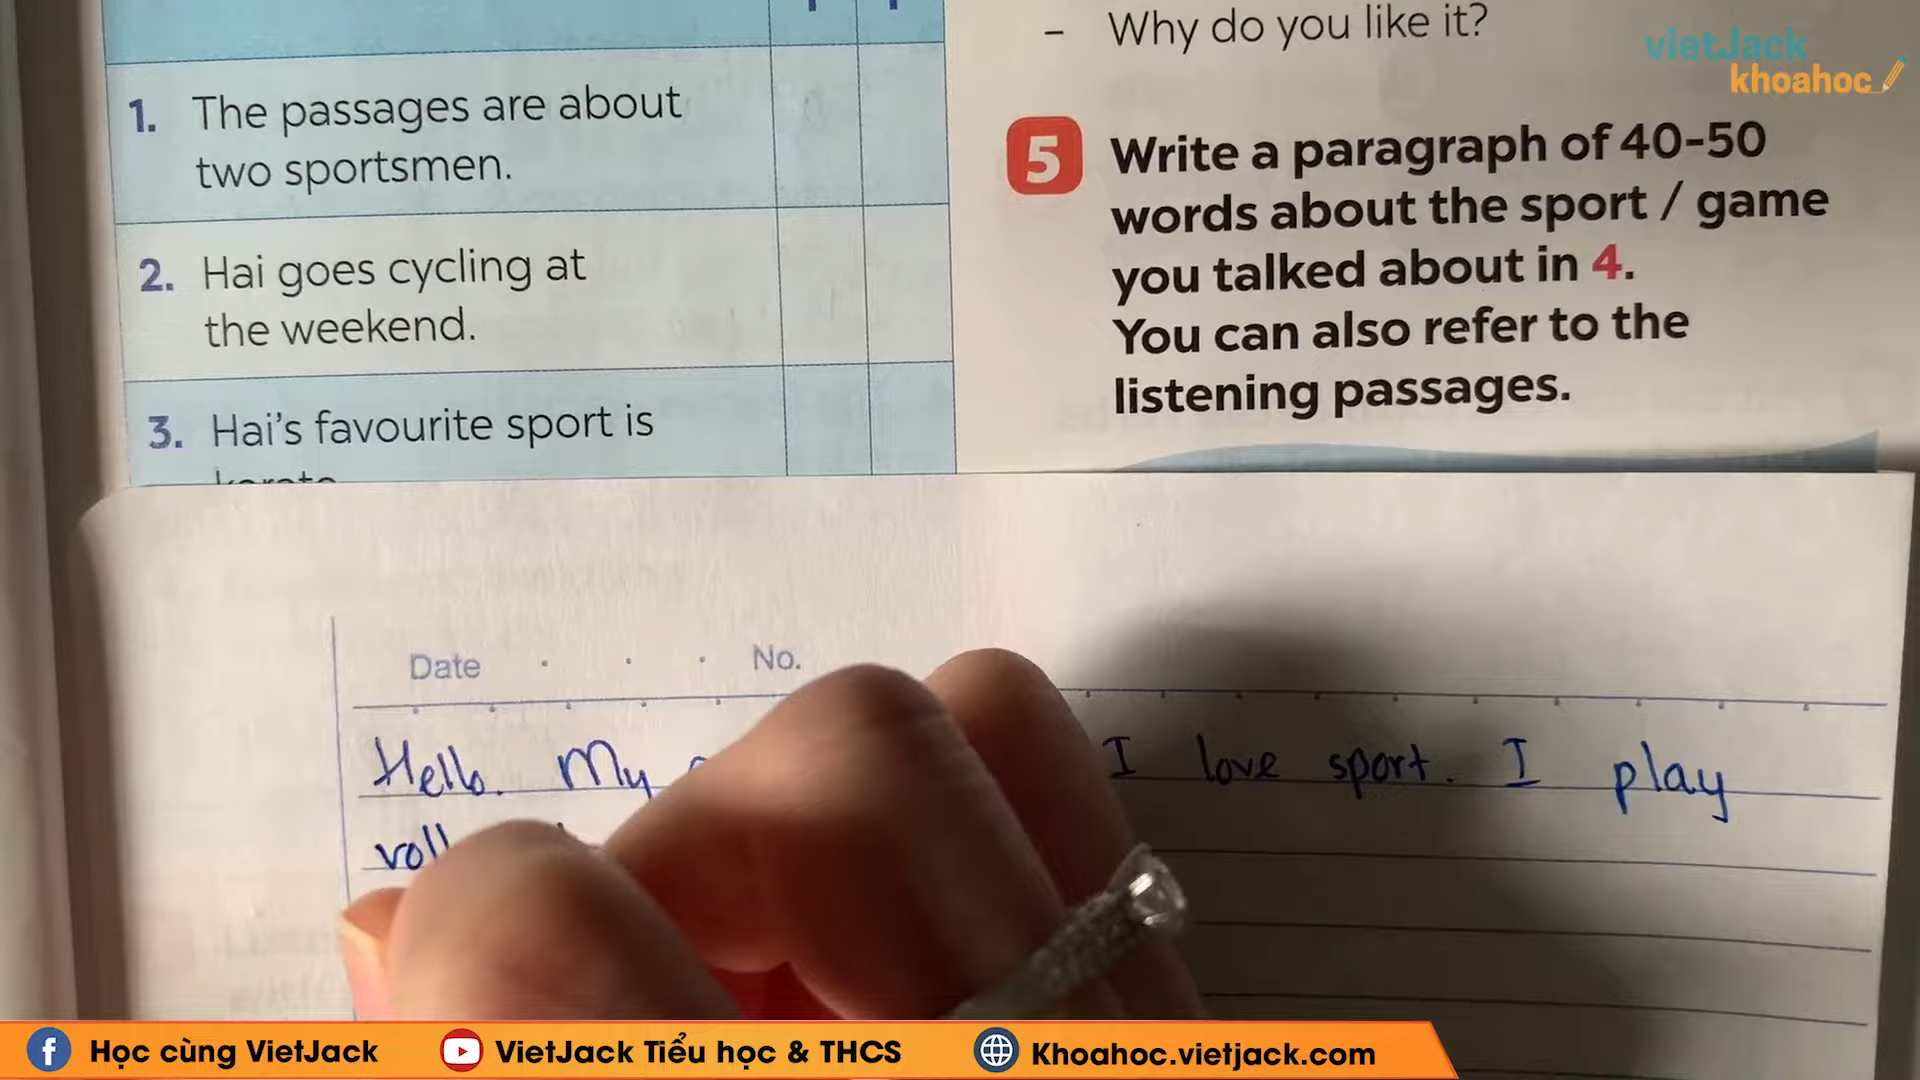 – Why do you like it?
vietJack
khoahoc
1. The passages are about
two sportsmen.
2. Hai goes cycling at
the weekend.
3. Hai's favourite sport is
karate
5 Write a paragraph of 40-50
words about the sport / game
you talked about in 4.
You can also refer to the
listening passages.
Date No.
Hello. My I love sport. I play
Học cùng VietJack
VietJack Tiểu học & THCS
Khoahoc.vietjack.com